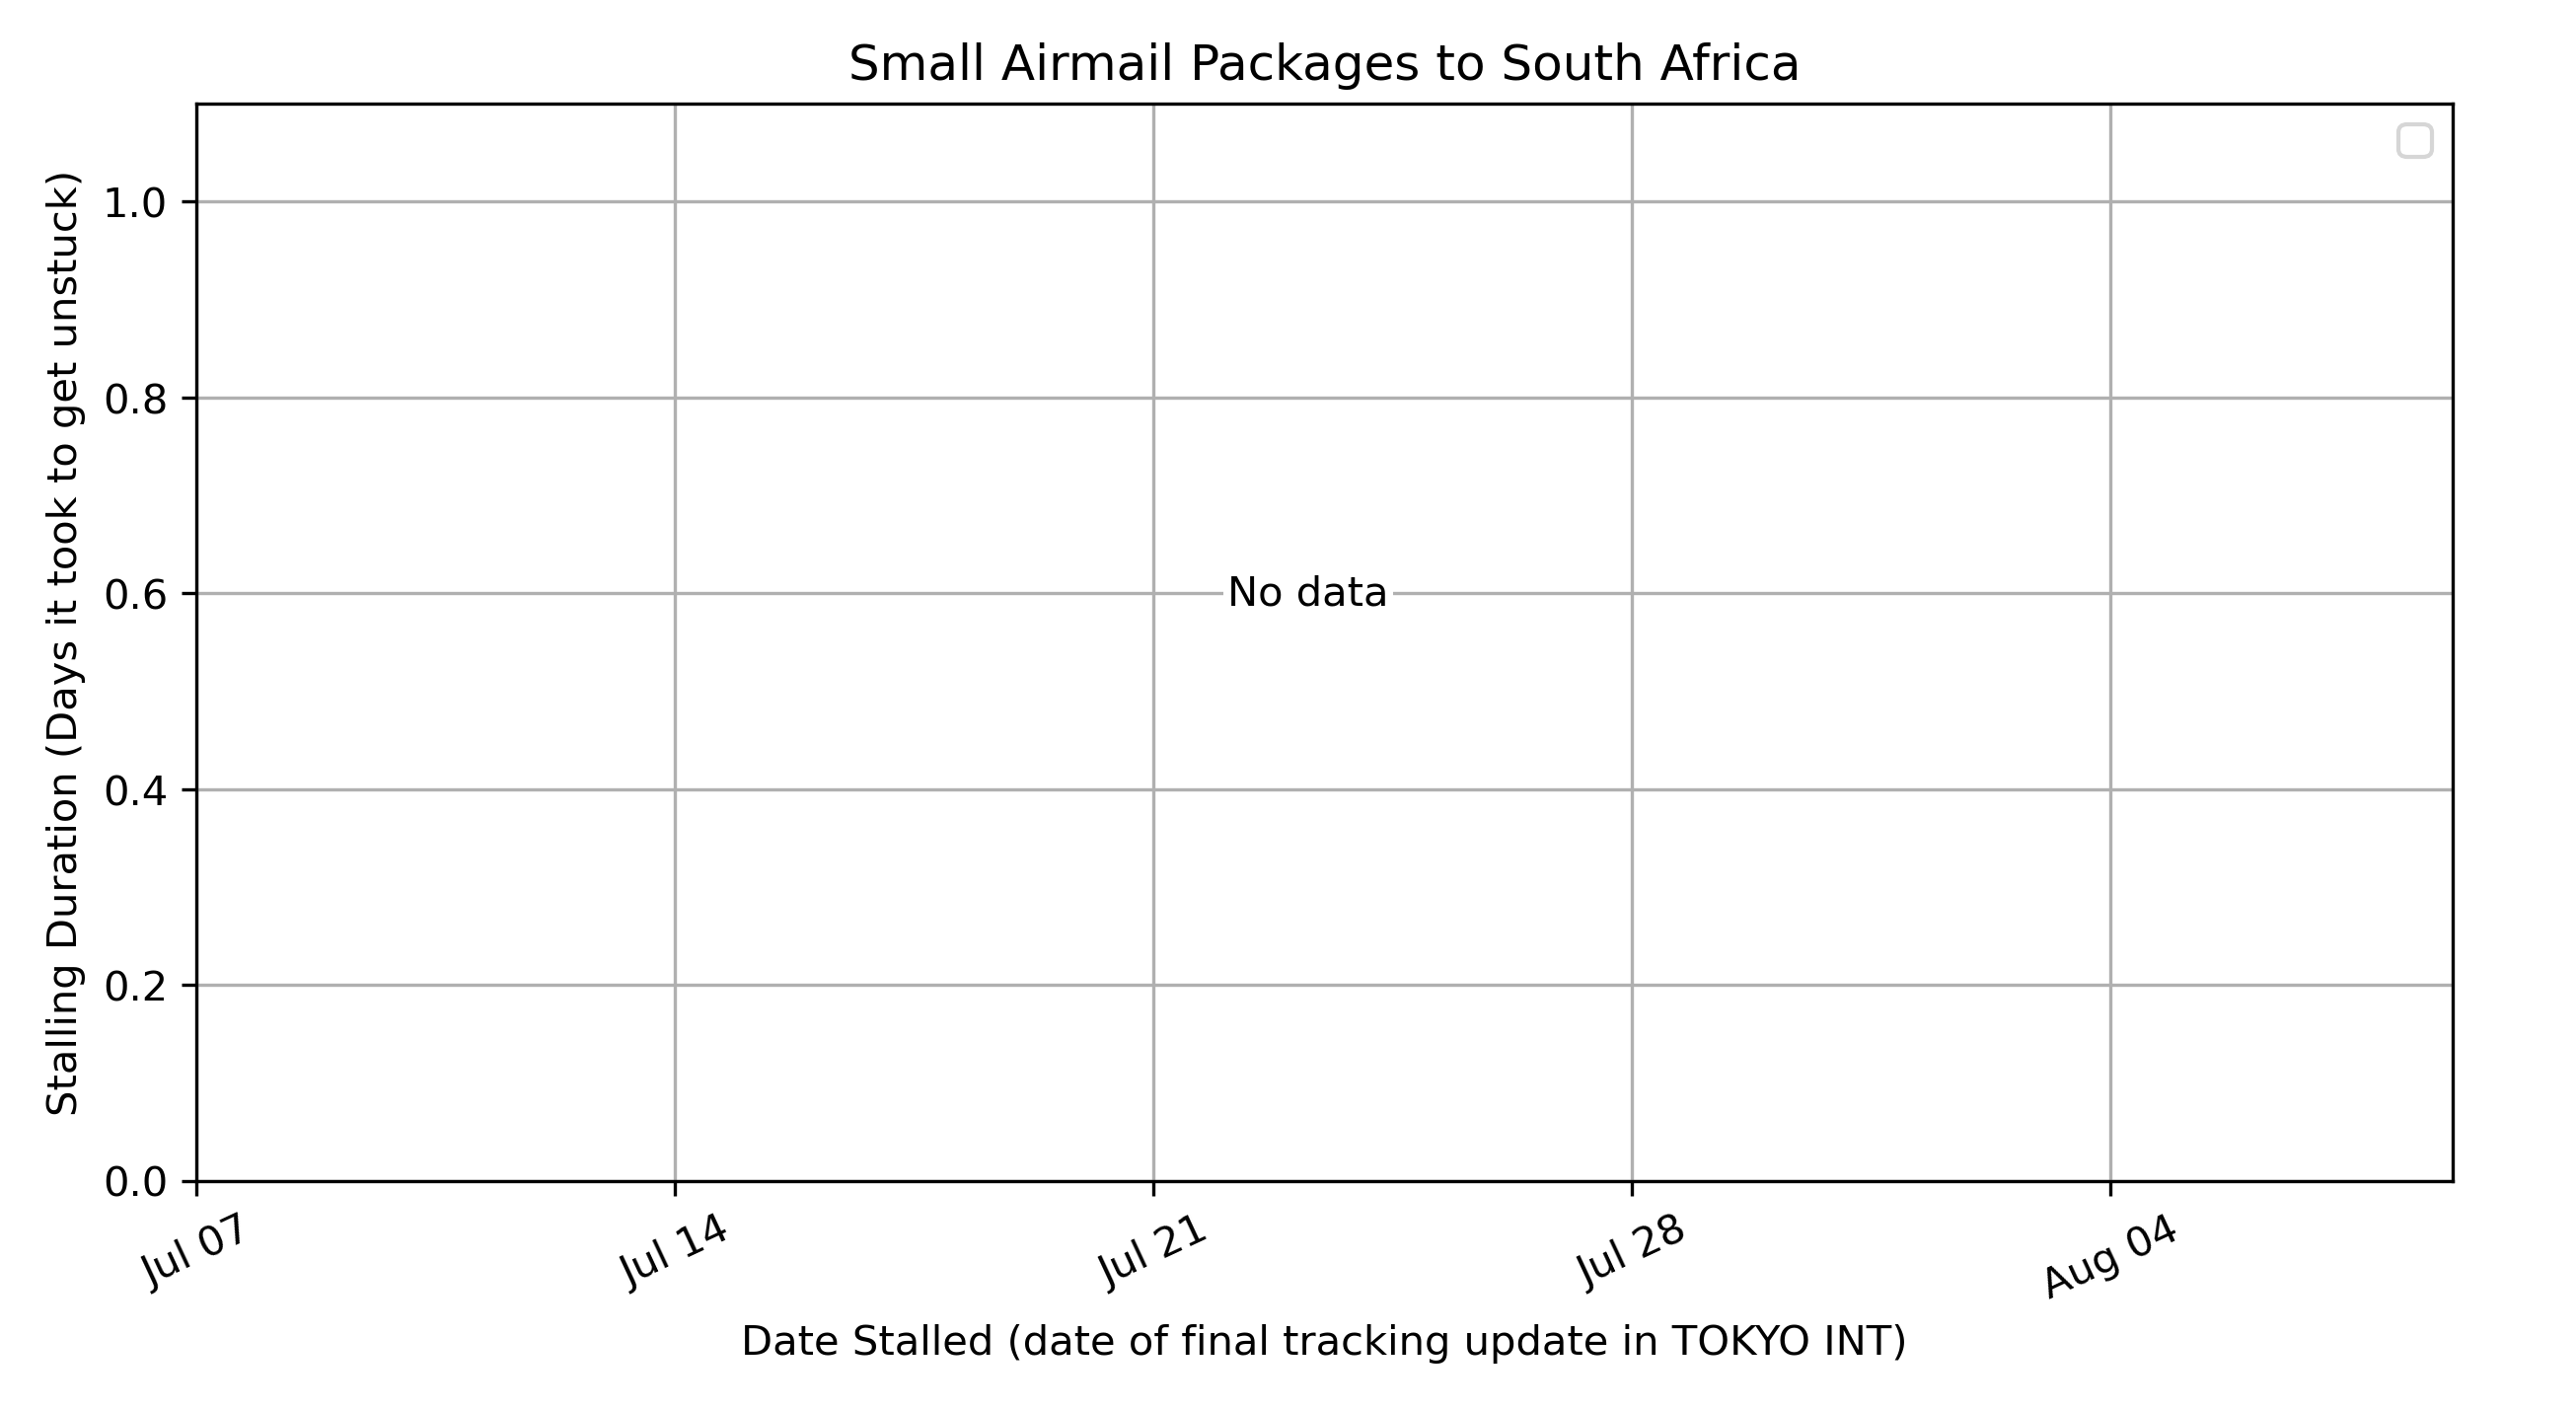 Small Airmail Packages to South Africa
Stalling Duration (Days it took to get unstuck)
1.0
0.8
0.6
0.4
0.2
0.0
No data
Jul 07
Jul 14
Jul 21
Jul 28
Aug 04
Date Stalled (date of final tracking update in TOKYO INT)